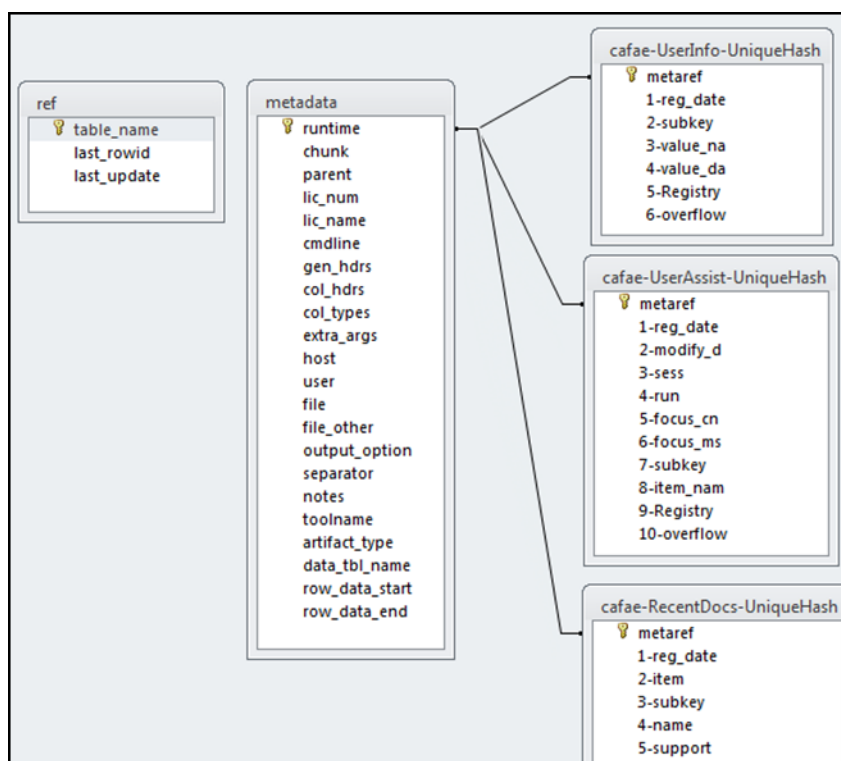 ref
table_name
last_rowid
last_update
metadata
runtime
chunk
parent
lic_num
lic_name
cmdline
gen_hdrs
col_hdrs
col_types
extra_args
host
user
file
file_other
output_option
separator
notes
toolname
artifact_type
data_tbl_name
row_data_start
row_data_end
cafae-UserInfo-UniqueHash
metaref
1-reg_date
2-subkey
3-value_na
4-value_da
5-Registry
6-overflow
cafae-UserAssist-UniqueHash
metaref
1-reg_date
2-modify_d
3-sess
4-run
5-focus_cn
6-focus_ms
7-subkey
8-item_nam
9-Registry
10-overflow
cafae-RecentDocs-UniqueHash
metaref
1-reg_date
2-item
3-subkey
4-name
5-support